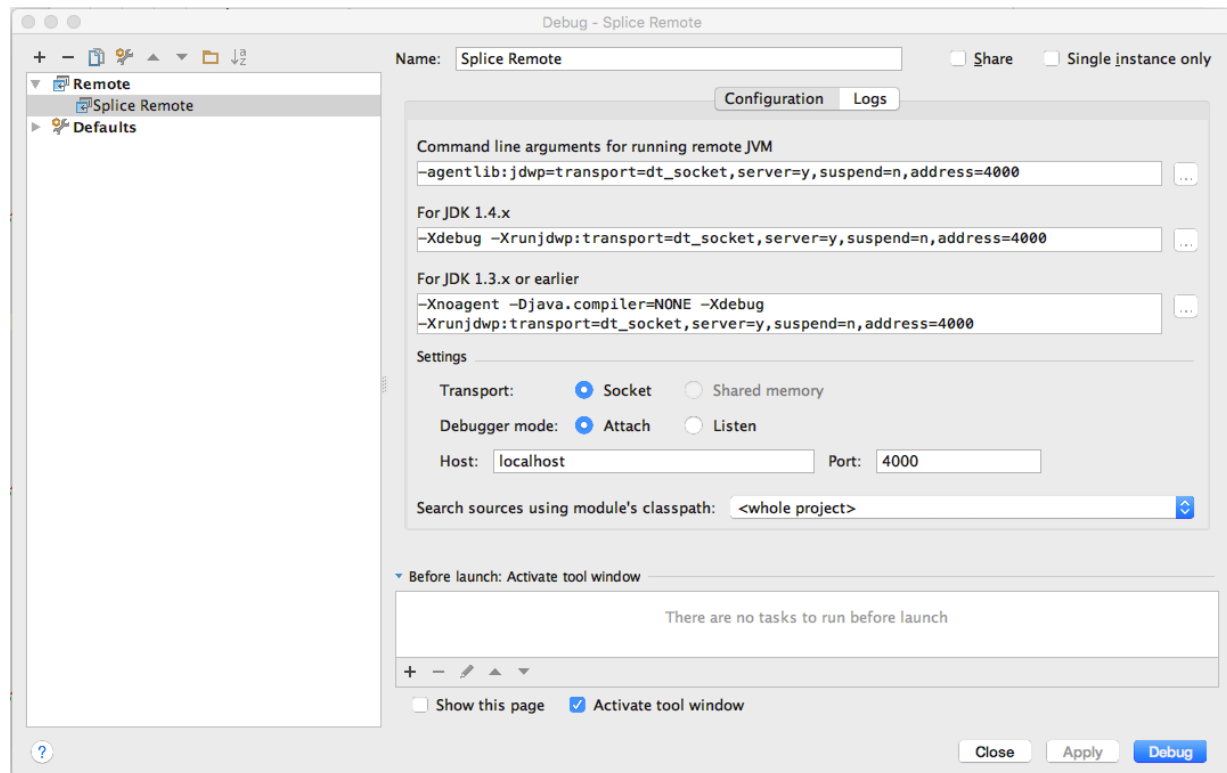 Debug - Splice Remote
Name: Splice Remote
Share
Single instance only
Remote
Splice Remote
Defaults
Configuration
Logs
Command line arguments for running remote JVM
-agentlib:jdwp=transport=dt_socket,server=y,suspend=n,address=4000
...
For JDK 1.4.x
-Xdebug -Xrunjdwp:transport=dt_socket,server=y,suspend=n,address=4000
...
For JDK 1.3.x or earlier
-Xnoagent -Djava.compiler=NONE -Xdebug
-Xrunjdwp:transport=dt_socket,server=y,suspend=n,address=4000
...
Settings
Transport: Socket Shared memory
Debugger mode: Attach Listen
Host: localhost Port: 4000
Search sources using module's classpath: <whole project>
Before launch: Activate tool window
There are no tasks to run before launch
Show this page Activate tool window
?
Close Apply Debug